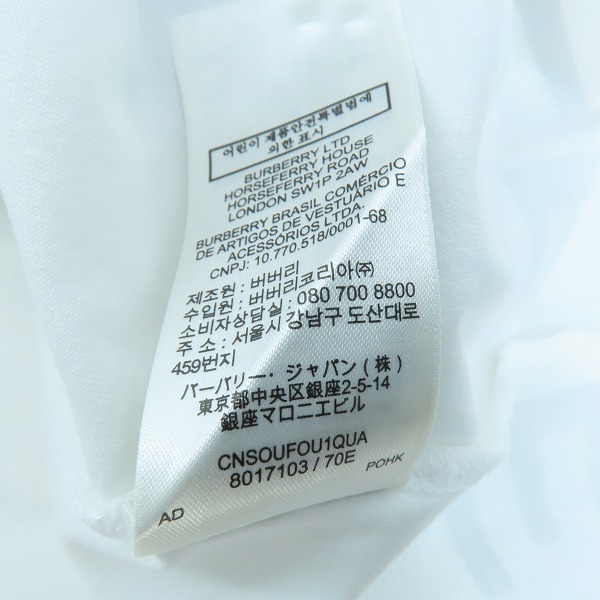 어린이 제품안전특별법에
의한 표시
BURBERRY LTD
HORSEFERRY HOUSE
HORSEFERRY ROAD
LONDON SW1P 2AW
BURBERRY BRASIL COMÉRCIO
DE ARTIGOS DE VESTUÁRIO E
ACESSÓRIOS LTDA.
CNPJ: 10.770.518/0001-68
제조원 : 버버리
수입원 : 버버리코리아㈜
소비자상담실 : 080 700 8800
주 소 : 서울시 강남구 도산대로
459번지
バーバリー・ジャパン(株)
東京都中央区銀座2-5-14
銀座マロニエビル
CNSOUFOU1QUA
8017103 / 70E
AD
POHK